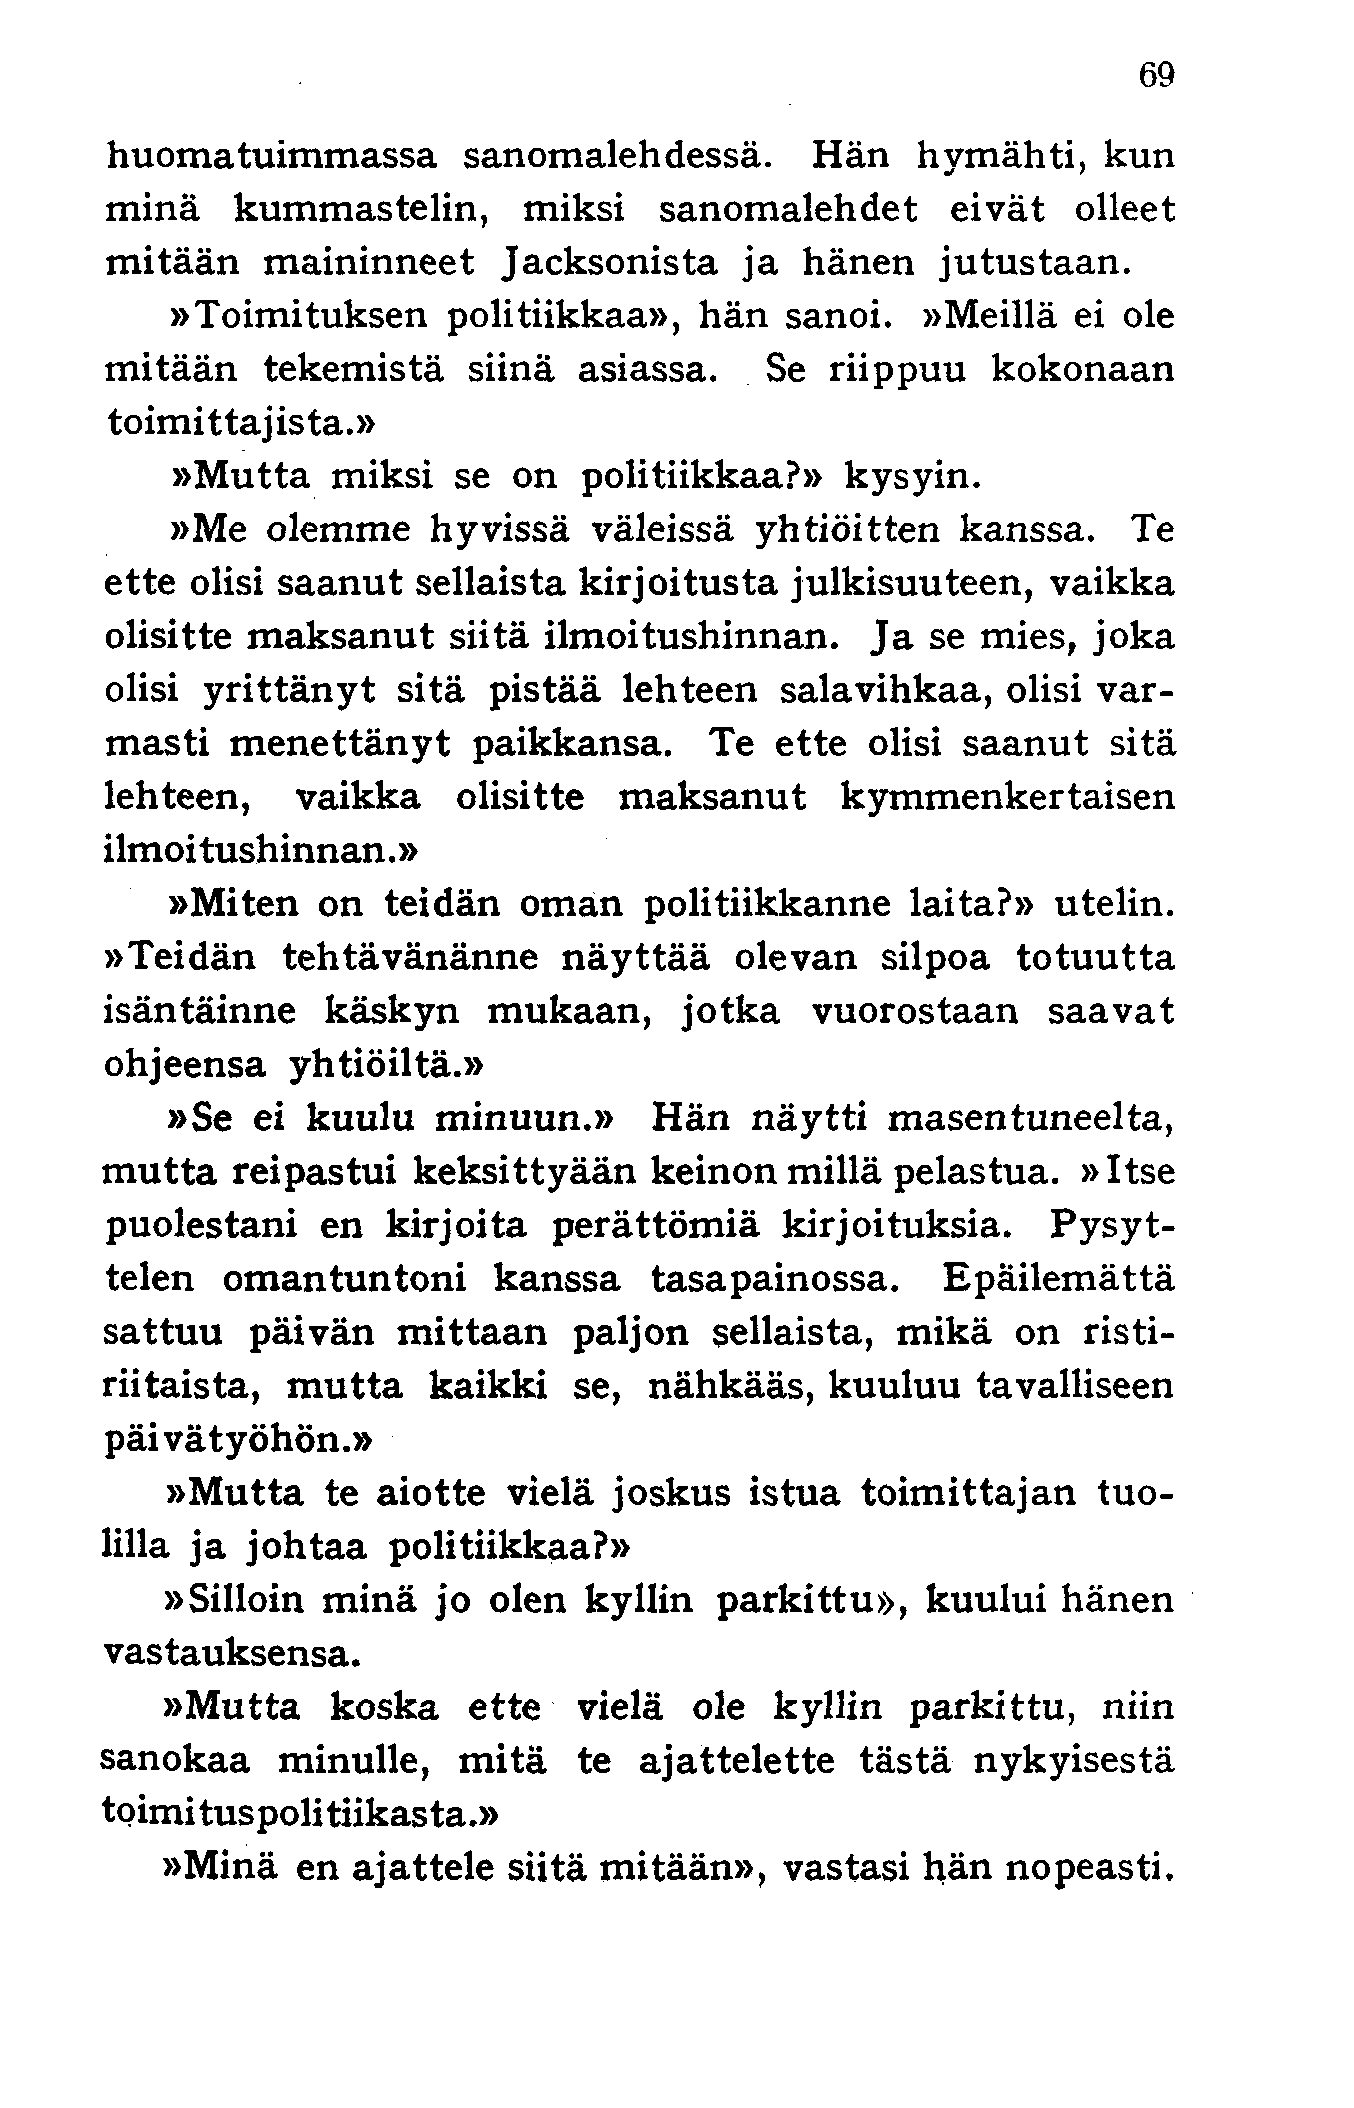 69
huomatuimmassa sanomalehdessä. Hän hymähti, kun
minä kummastelin, miksi sanomalehdet eivät olleet
mitään maininneet Jacksonista ja hänen jutustaan.
»Toimituksen politiikkaa», hän sanoi. »Meillä ei ole
mitään tekemistä siinä asiassa. Se riippuu kokonaan
toimittajista.»
»Mutta miksi se on politiikkaa?» kysyin.
»Me olemme hyvissä väleissä yhtiöitten kanssa. Te
ette olisi saanut sellaista kirjoitusta julkisuuteen, vaikka
olisitte maksanut siitä ilmoitushinnan. Ja se mies, joka
olisi yrittänyt sitä pistää lehteen salavihkaa, olisi var-
masti menettänyt paikkansa. Te ette olisi saanut sitä
lehteen, vaikka olisitte maksanut kymmenkertaisen
ilmoitushinnan.»
»Miten on teidän oman politiikkanne laita?» utelin.
»Teidän tehtävänänne näyttää olevan silpoa totuutta
isäntäinne käskyn mukaan, jotka vuorostaan saavat
ohjeensa yhtiöiltä.»
»Se ei kuulu minuun.» Hän näytti masentuneelta,
mutta reipastui keksittyään keinon millä pelastua. »Itse
puolestani en kirjoita perättömiä kirjoituksia. Pysyt-
telen omantuntoni kanssa tasapainossa. Epäilemättä
sattuu päivän mittaan paljon sellaista, mikä on risti-
riitaista, mutta kaikki se, nähkääs, kuuluu tavalliseen
päivätyöhön.»
»Mutta te aiotte vielä joskus istua toimittajan tuo-
lilla ja johtaa politiikkaa?»
»Silloin minä jo olen kyllin parkittu», kuului hänen
vastauksensa.
»Mutta koska ette vielä ole kyllin parkittu, niin
sanokaa minulle, mitä te ajattelette tästä nykyisestä
toimituspolitiikasta.»
»Minä en ajattele siitä mitään», vastasi hän nopeasti.